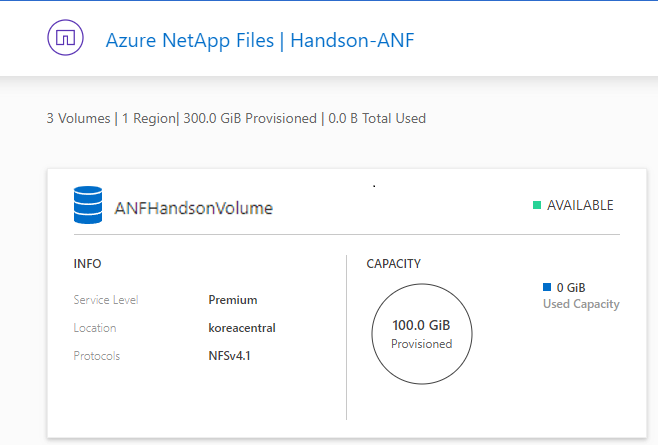 Azure NetApp Files | Handson-ANF
3 Volumes | 1 Region| 300.0 GiB Provisioned | 0.0 B Total Used
ANFHandsonVolume
AVAILABLE
INFO
Service Level Premium
Location koreacentral
Protocols NFSv4.1
CAPACITY
100.0 GiB
Provisioned
0 GiB
Used Capacity